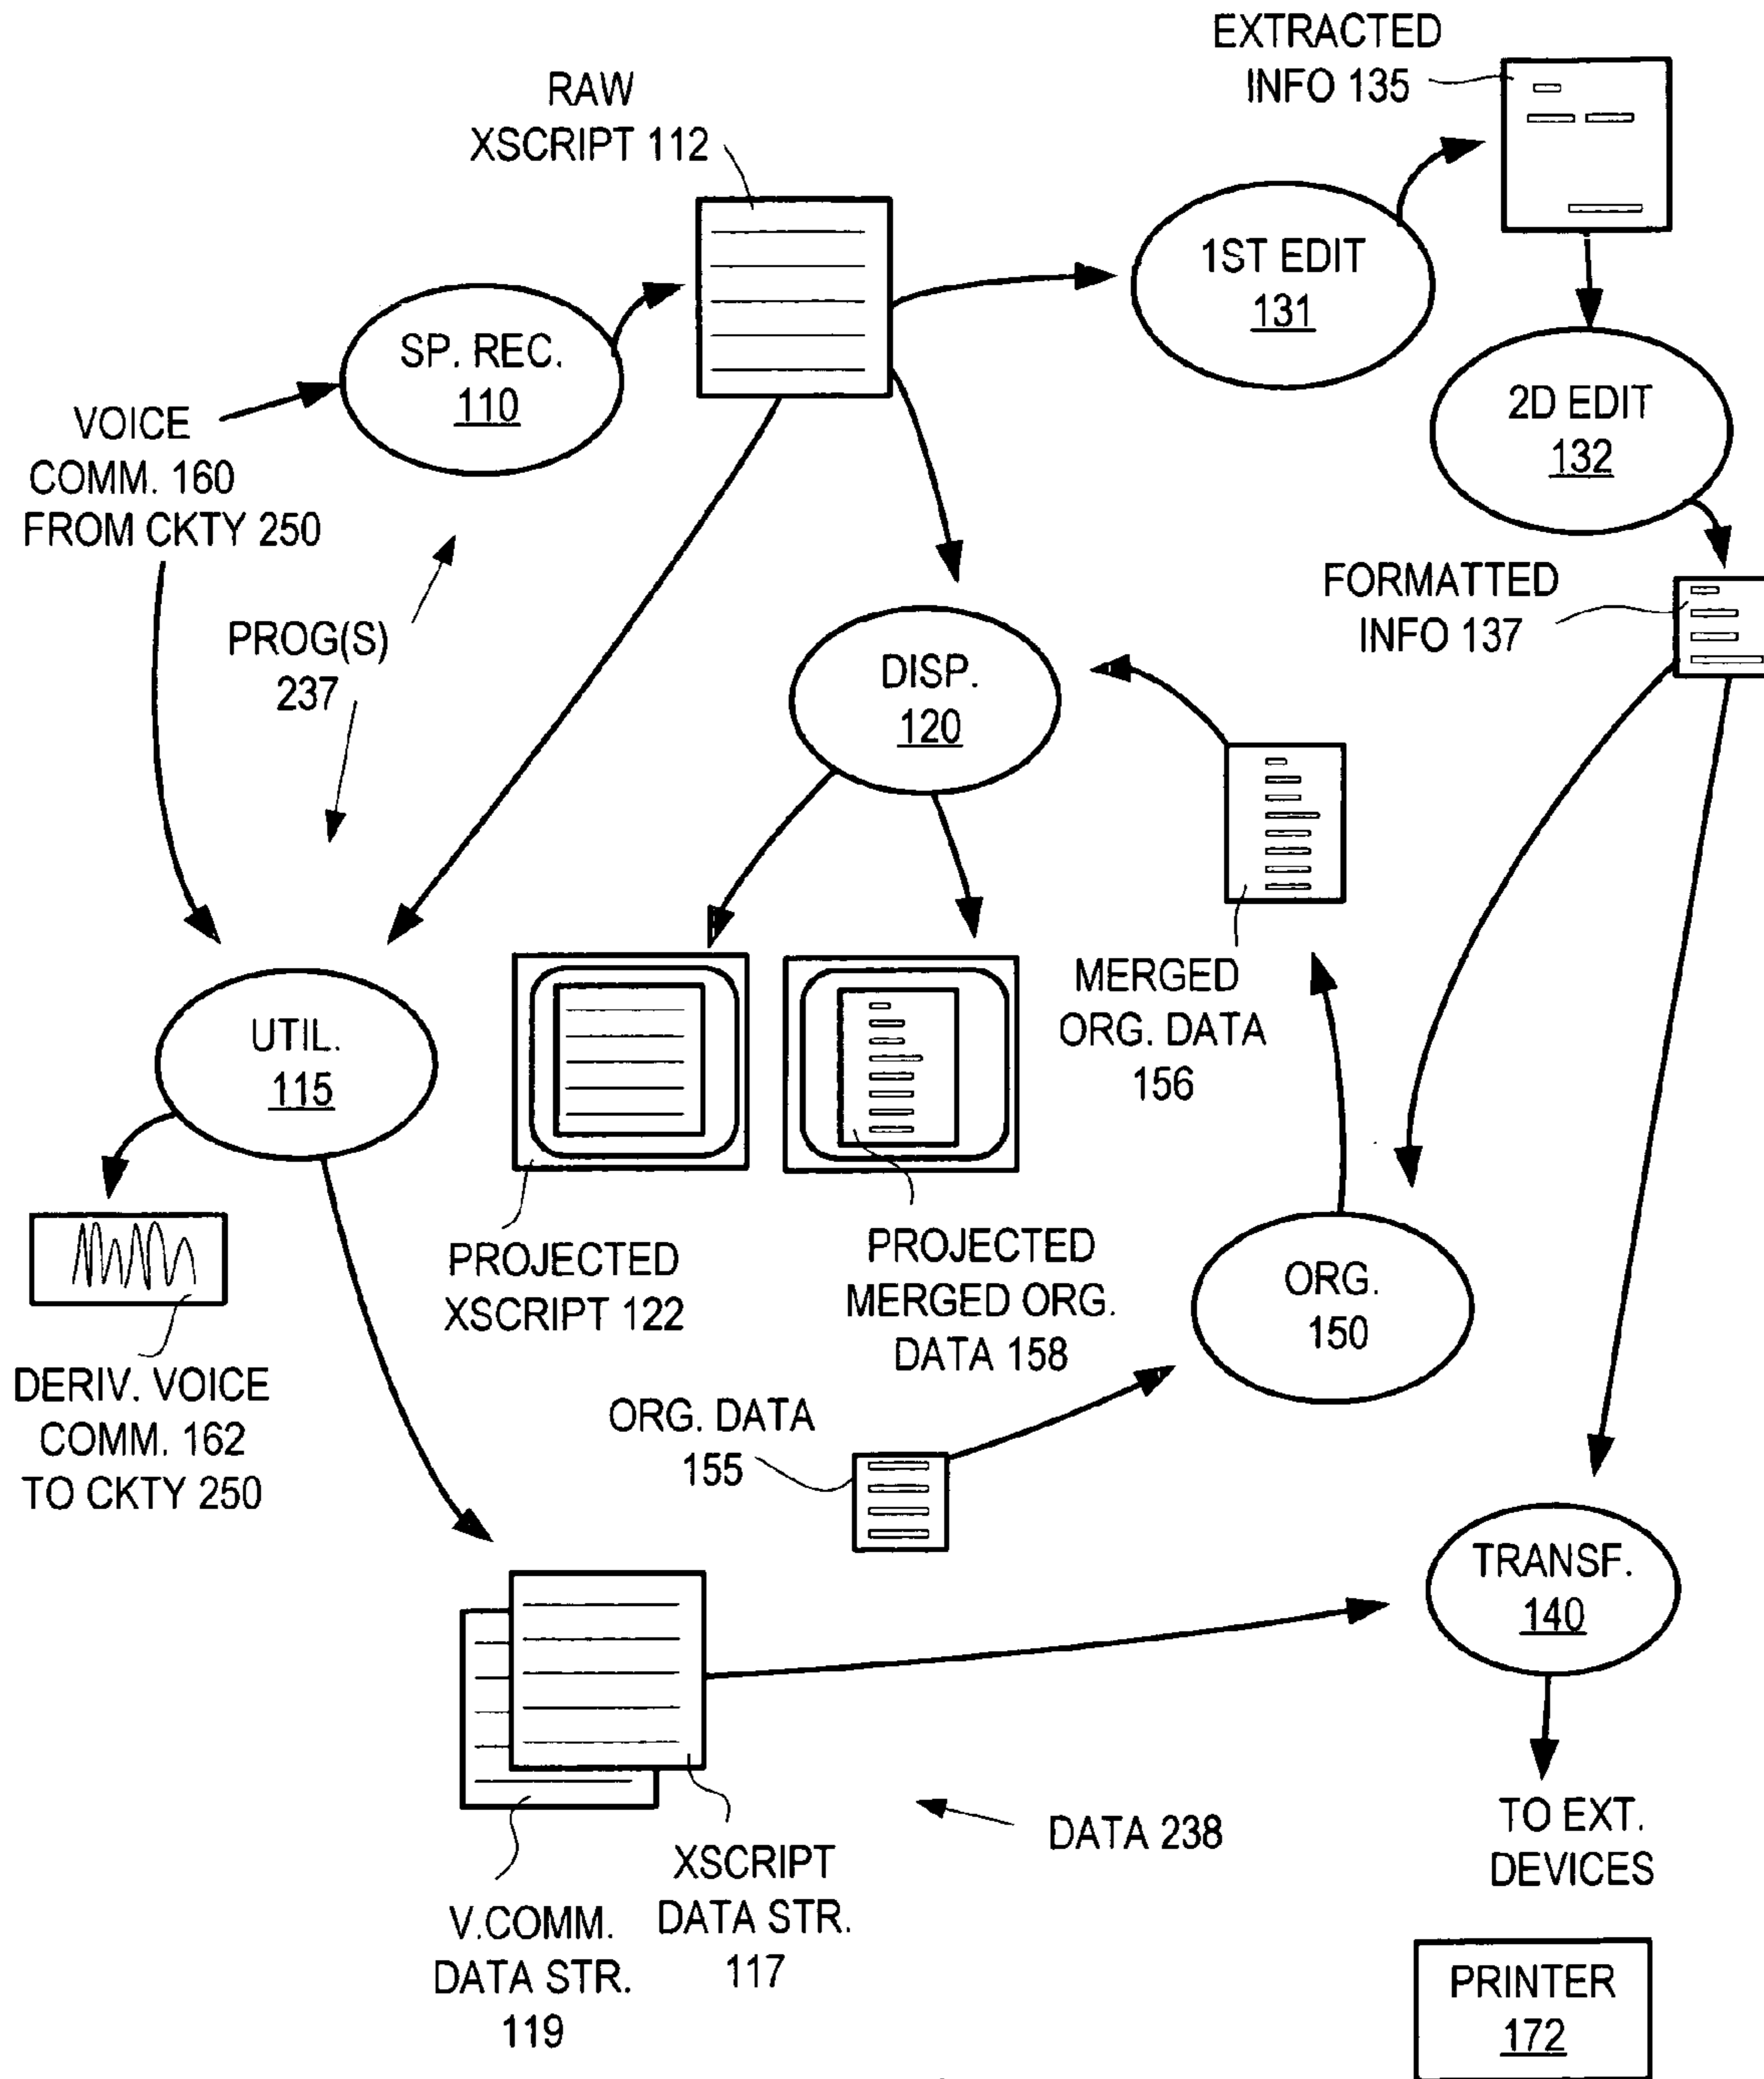 EXTRACTED
INFO 135
RAW
XSCRIPT 112
1ST EDIT
131
SP. REC.
110
2D EDIT
132
VOICE
COMM. 160
FROM CKTY 250
FORMATTED
INFO 137
PROG(S)
237
DISP.
120
MERGED
ORG. DATA
156
UTIL.
115
PROJECTED
XSCRIPT 122
PROJECTED
MERGED ORG.
DATA 158
ORG.
150
DERIV. VOICE
COMM. 162
TO CKTY 250
ORG. DATA
155
TRANSF.
140
DATA 238
TO EXT.
DEVICES
XSCRIPT
DATA STR.
117
V.COMM.
DATA STR.
119
PRINTER
172